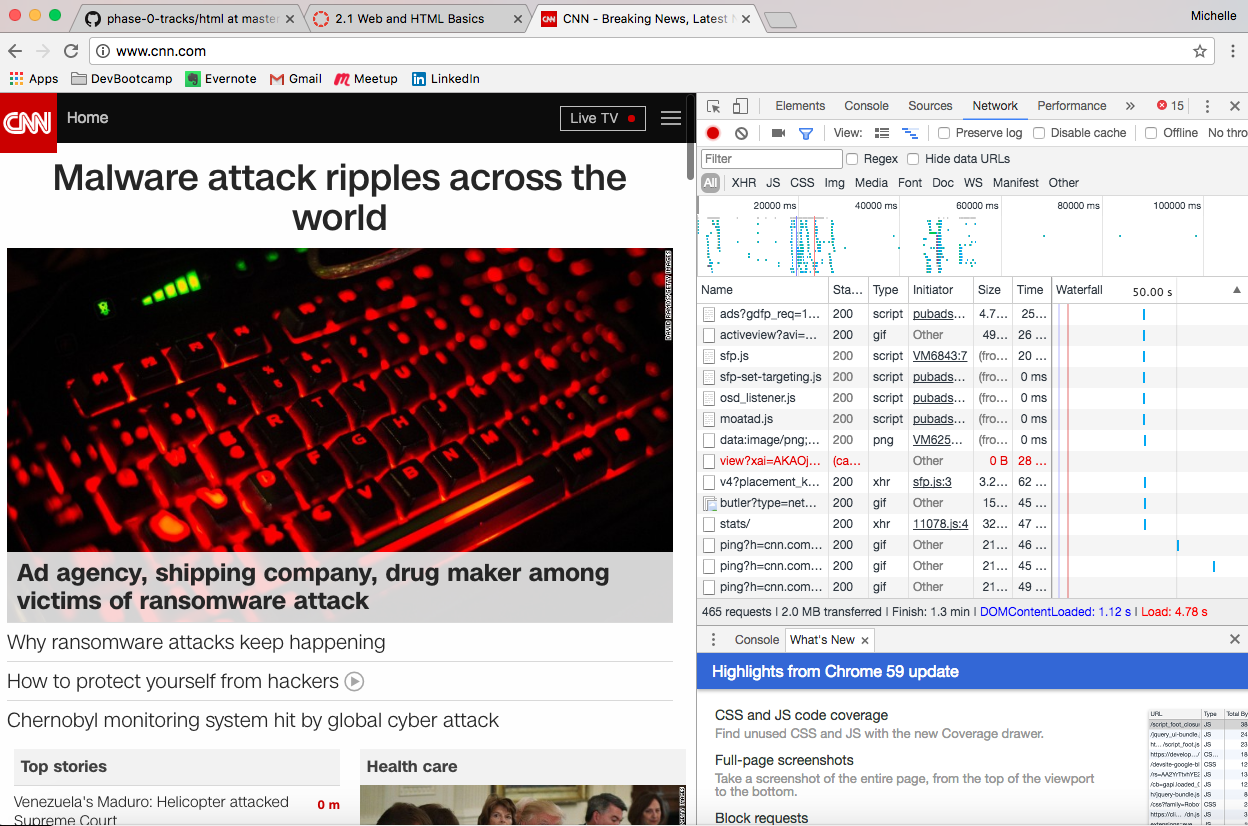 phase-0-tracks/html at master
2.1 Web and HTML Basics
CNN - Breaking News, Latest N
Michelle
www.cnn.com
Apps DevBootcamp Evernote Gmail Meetup LinkedIn
CNN Home Live TV
Malware attack ripples across the
world
DAVID RAMOS/GETTY IMAGES
Ad agency, shipping company, drug maker among
victims of ransomware attack
Why ransomware attacks keep happening
How to protect yourself from hackers
Chernobyl monitoring system hit by global cyber attack
Top stories
Venezuela's Maduro: Helicopter attacked 0 m
Supreme Court
Health care
Elements Console Sources Network Performance » 15
View: Preserve log Disable cache Offline No thro
Filter Regex Hide data URLs
All XHR JS CSS Img Media Font Doc WS Manifest Other
20000 ms 40000 ms 60000 ms 80000 ms 100000 ms
Name Sta... Type Initiator Size Time Waterfall 50.00 s
ads?gdfp_req=1... 200 script pubads... 4.7... 25...
activeview?avi=... 200 gif Other 49... 26 ...
sfp.js 200 script VM6843:7 (fro... 20 ...
sfp-set-targeting.js 200 script pubads... (fro... 0 ms
osd_listener.js 200 script pubads... (fro... 0 ms
moatad.js 200 script pubads... (fro... 0 ms
data:image/png;... 200 png VM625... (fro... 0 ms
view?xai=AKAOj... (ca... Other 0 B 28 ...
v4?placement_k... 200 xhr sfp.js:3 3.2... 62 ...
butler?type=net... 200 gif Other 15... 45 ...
stats/ 200 xhr 11078.js:4 32... 47 ...
ping?h=cnn.com... 200 gif Other 21... 46 ...
ping?h=cnn.com... 200 gif Other 21... 45 ...
ping?h=cnn.com... 200 gif Other 21... 49 ...
465 requests | 2.0 MB transferred | Finish: 1.3 min | DOMContentLoaded: 1.12 s | Load: 4.78 s
Console What's New
Highlights from Chrome 59 update
CSS and JS code coverage
Find unused CSS and JS with the new Coverage drawer.
Full-page screenshots
Take a screenshot of the entire page, from the top of the viewport
to the bottom.
Block requests
URL Type Total By